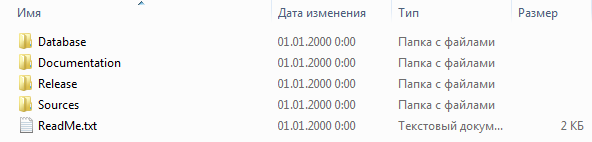 Имя Дата изменения Тип Размер
Database 01.01.2000 0:00 Папка с файлами
Documentation 01.01.2000 0:00 Папка с файлами
Release 01.01.2000 0:00 Папка с файлами
Sources 01.01.2000 0:00 Папка с файлами
ReadMe.txt 01.01.2000 0:00 Текстовый докум... 2 КБ